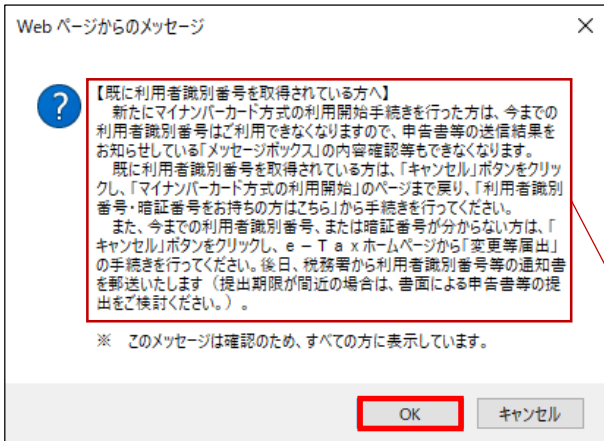 Web ページからのメッセージ
【既に利用者識別番号を取得されている方へ】
新たにマイナンバーカード方式の利用開始手続きを行った方は、今までの
利用者識別番号はご利用できなくなりますので、申告書等の送信結果を
お知らせしている「メッセージボックス」の内容確認等もできなくなります。
既に利用者識別番号を取得されている方は、「キャンセル」ボタンをクリッ
クし、「マイナンバーカード方式の利用開始」のページまで戻り、「利用者識別
番号・暗証番号をお持ちの方はこちら」から手続きを行ってください。
また、今までの利用者識別番号、または暗証番号が分からない方は、「
キャンセル」ボタンをクリックし、ｅ－Ｔａｘホームページから「変更等届出」
の手続きを行ってください。後日、税務署から利用者識別番号等の通知書
を郵送いたします（提出期限が間近の場合は、書面による申告書等の提
出をご検討ください。）。
※　このメッセージは確認のため、すべての方に表示しています。
OK
キャンセル